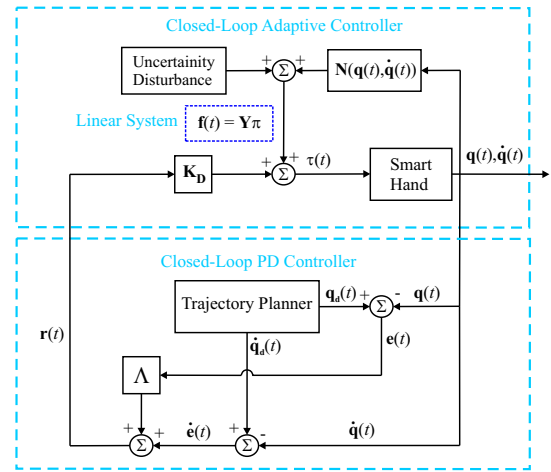 Closed-Loop Adaptive Controller
Uncertainity
Disturbance
+
Σ
+
N(q(t),q̇(t))
Linear System
f(t) = Yπ
K_D
+
+
Σ
τ(t)
Smart
Hand
q(t),q̇(t)
Closed-Loop PD Controller
Trajectory Planner
q_d(t)
+
Σ
-
q(t)
r(t)
q̇_d(t)
e(t)
Λ
+
+
Σ
ė(t)
+
Σ
-
q̇(t)